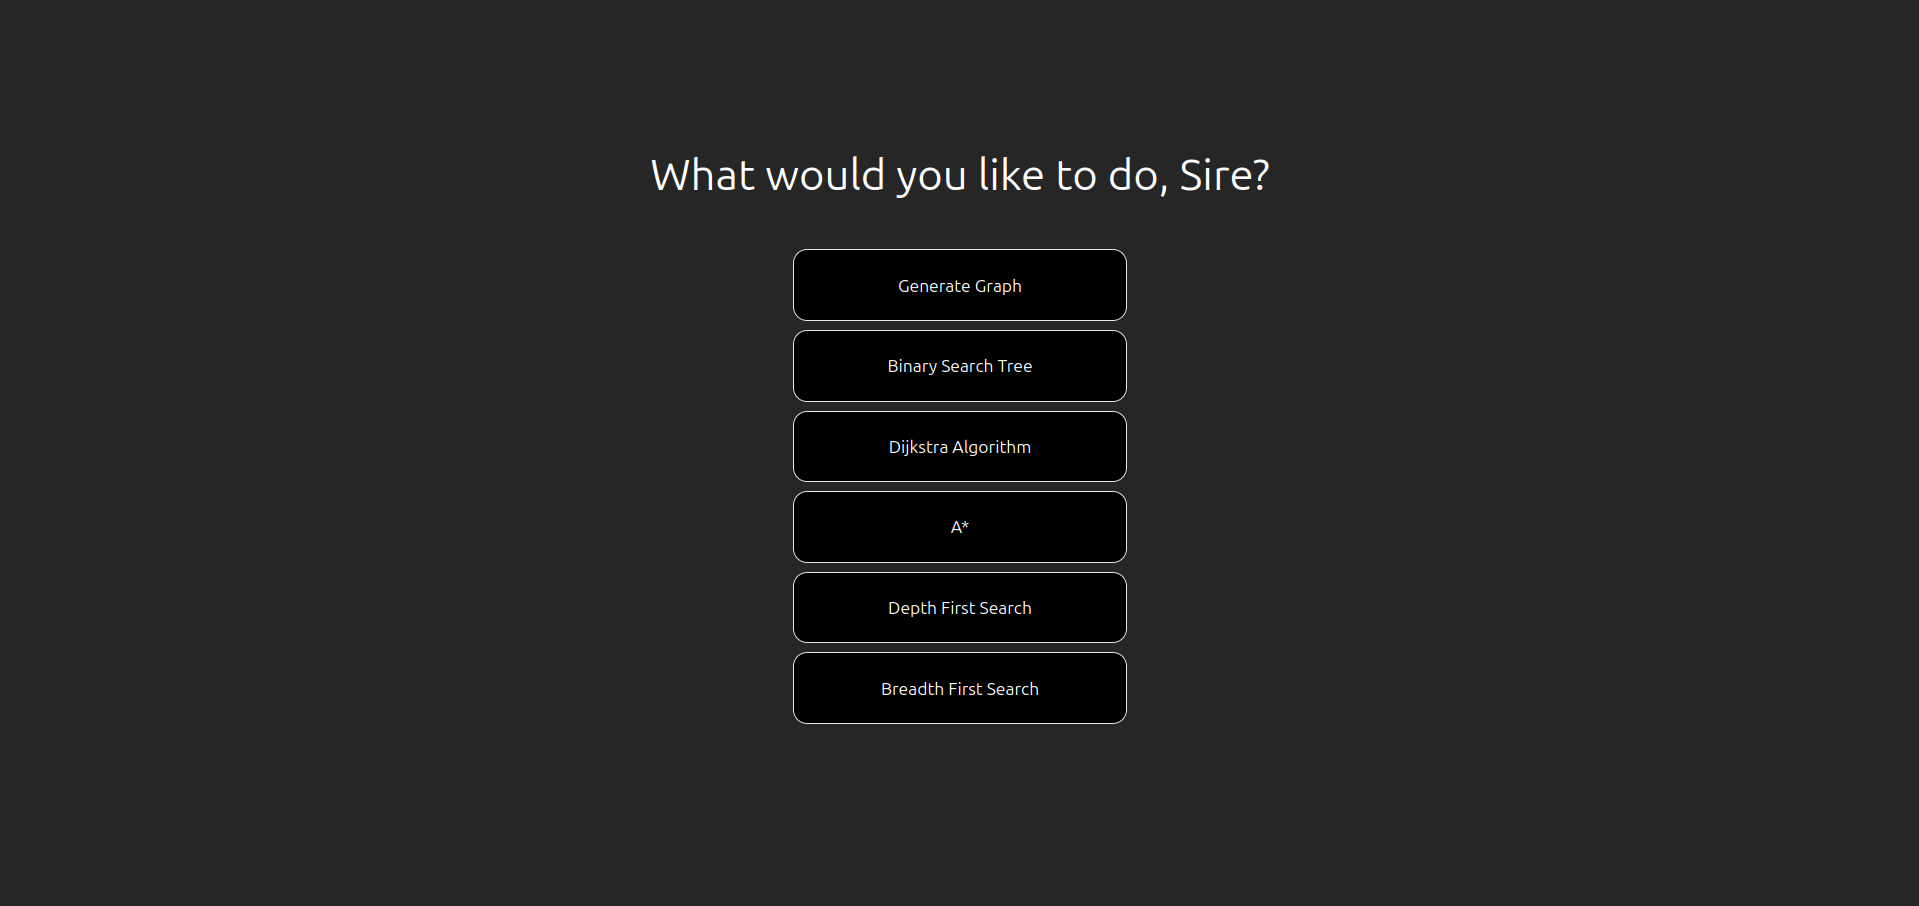 What would you like to do, Sire?
Generate Graph
Binary Search Tree
Dijkstra Algorithm
A*
Depth First Search
Breadth First Search